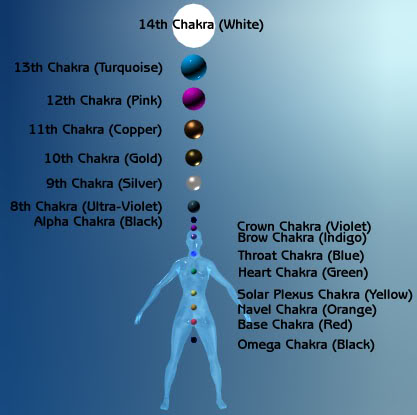 14th Chakra (White)
13th Chakra (Turquoise)
12th Chakra (Pink)
11th Chakra (Copper)
10th Chakra (Gold)
9th Chakra (Silver)
8th Chakra (Ultra-Violet)
Alpha Chakra (Black)
Crown Chakra (Violet)
Brow Chakra (Indigo)
Throat Chakra (Blue)
Heart Chakra (Green)
Solar Plexus Chakra (Yellow)
Navel Chakra (Orange)
Base Chakra (Red)
Omega Chakra (Black)